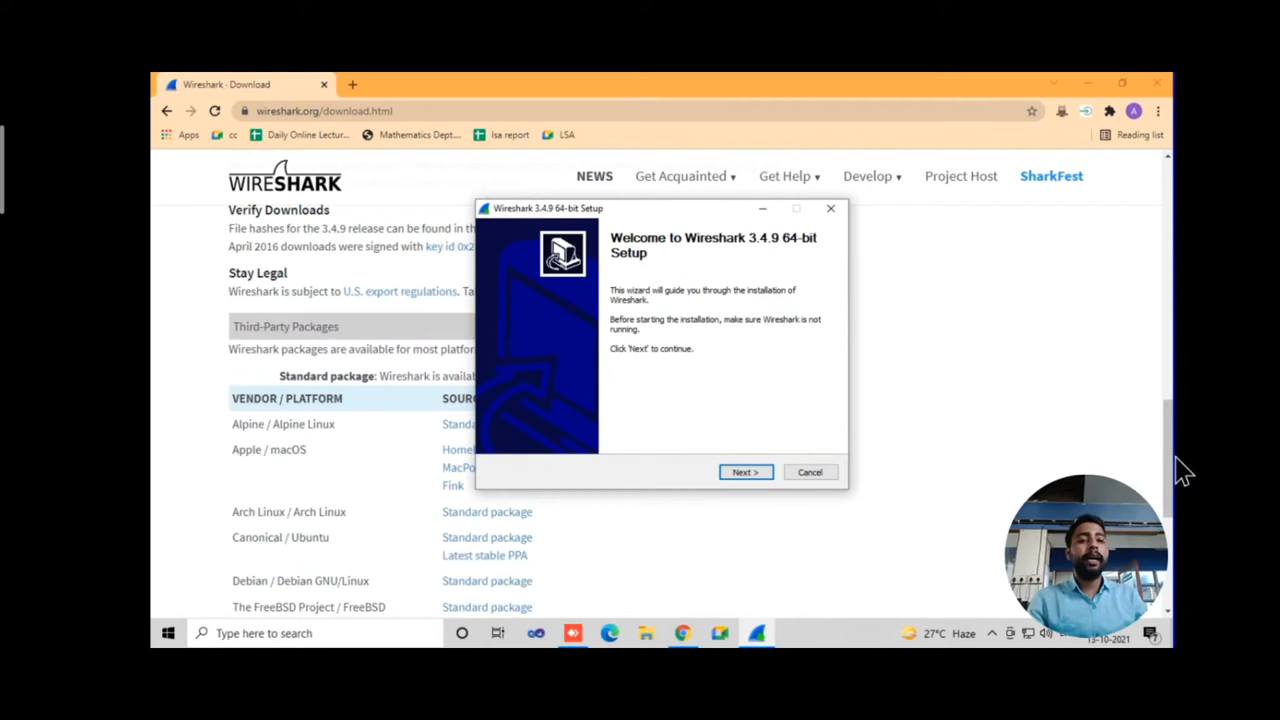 Wireshark · Download
wireshark.org/download.html
Apps
cc
Daily Online Lectur...
Mathematics Dept...
lsa report
LSA
Reading list
WIRESHARK
NEWS
Get Acquainted
Get Help
Develop
Project Host
SharkFest
Verify Downloads
File hashes for the 3.4.9 release can be found in th
April 2016 downloads were signed with key id 0x2
Stay Legal
Wireshark is subject to U.S. export regulations. Ta
Third-Party Packages
Wireshark packages are available for most platfor
Standard package: Wireshark is availa
VENDOR / PLATFORM
SOUR
Alpine / Alpine Linux
Standa
Apple / macOS
Homel
MacPo
Fink
Arch Linux / Arch Linux
Standard package
Canonical / Ubuntu
Standard package
Latest stable PPA
Debian / Debian GNU/Linux
Standard package
The FreeBSD Project / FreeBSD
Standard package
Wireshark 3.4.9 64-bit Setup
Welcome to Wireshark 3.4.9 64-bit
Setup
This wizard will guide you through the installation of
Wireshark.
Before starting the installation, make sure Wireshark is not
running.
Click 'Next' to continue.
Next >
Cancel
Type here to search
27°C Haze
13-10-2021